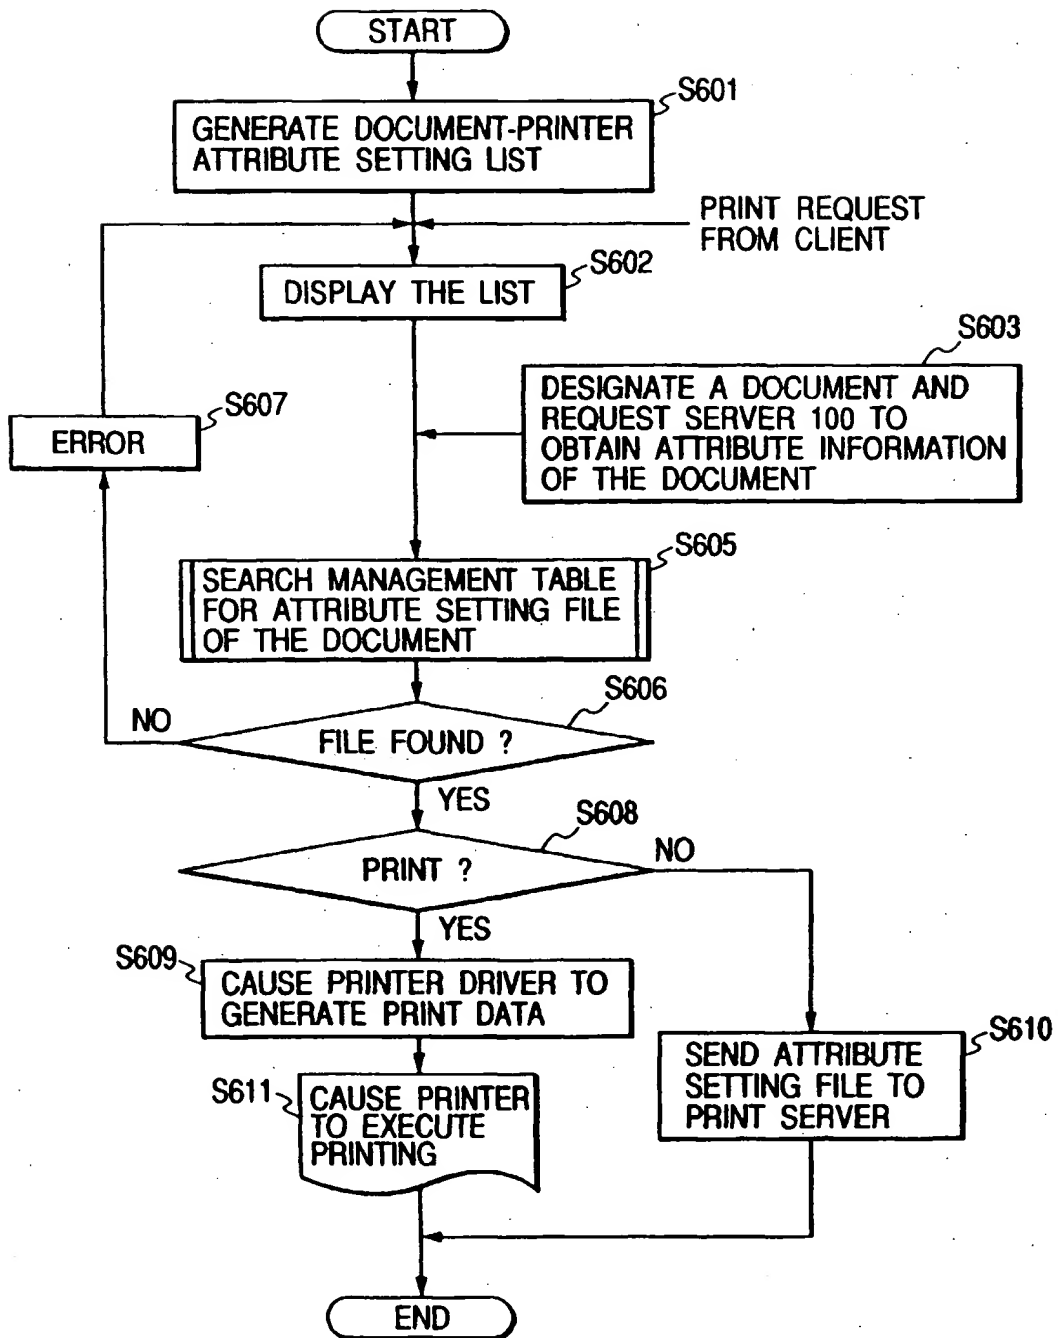 START
S601
GENERATE DOCUMENT-PRINTER
ATTRIBUTE SETTING LIST
PRINT REQUEST
FROM CLIENT
S602
DISPLAY THE LIST
S603
DESIGNATE A DOCUMENT AND
REQUEST SERVER 100 TO
OBTAIN ATTRIBUTE INFORMATION
OF THE DOCUMENT
S607
ERROR
S605
SEARCH MANAGEMENT TABLE
FOR ATTRIBUTE SETTING FILE
OF THE DOCUMENT
S606
NO
FILE FOUND ?
YES
S608
PRINT ?
NO
YES
S609
CAUSE PRINTER DRIVER TO
GENERATE PRINT DATA
S610
SEND ATTRIBUTE
SETTING FILE TO
PRINT SERVER
S611
CAUSE PRINTER
TO EXECUTE
PRINTING
END